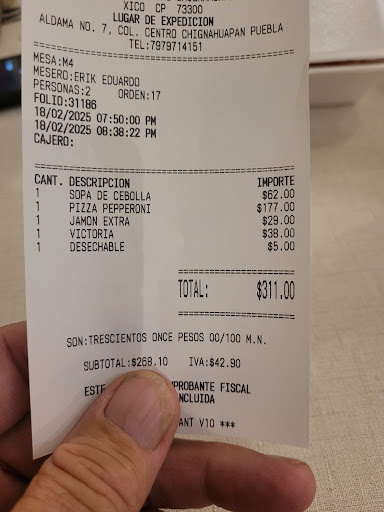 XICO CP 73300
LUGAR DE EXPEDICION
ALDAMA NO. 7, COL. CENTRO CHIGNAHUAPAN PUEBLA
TEL:7979714151
MESA:M4
MESERO:ERIK EDUARDO
PERSONAS:2 ORDEN:17
FOLIO:31186
18/02/2025 07:50:00 PM
18/02/2025 08:38:22 PM
CAJERO:
CANT. DESCRIPCION IMPORTE
1 SOPA DE CEBOLLA $62.00
1 PIZZA PEPPERONI $177.00
1 JAMON EXTRA $29.00
1 VICTORIA $38.00
1 DESECHABLE $5.00
TOTAL: $311.00
SON:TRESCIENTOS ONCE PESOS 00/100 M.N.
SUBTOTAL:$268.10 IVA:$42.90
ESTE PROBANTE FISCAL
NCLUIDA
ANT V10 ***